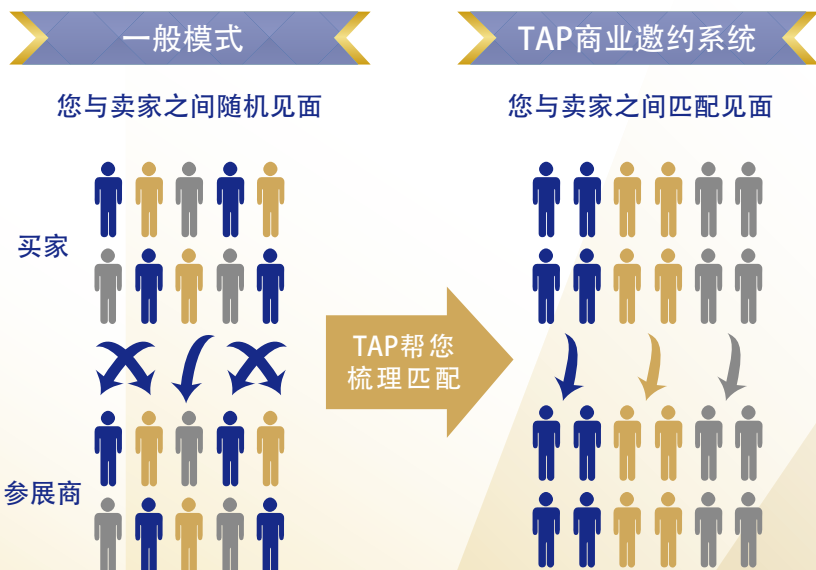 一般模式
TAP商业邀约系统
您与卖家之间随机见面
您与卖家之间匹配见面
买家
TAP帮您
梳理匹配
参展商